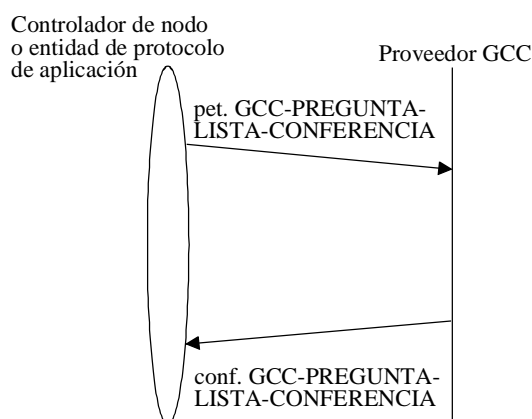 Controlador de nodo
o entidad de protocolo
de aplicación
Proveedor GCC
pet. GCC-PREGUNTA-
LISTA-CONFERENCIA
conf. GCC-PREGUNTA-
LISTA-CONFERENCIA